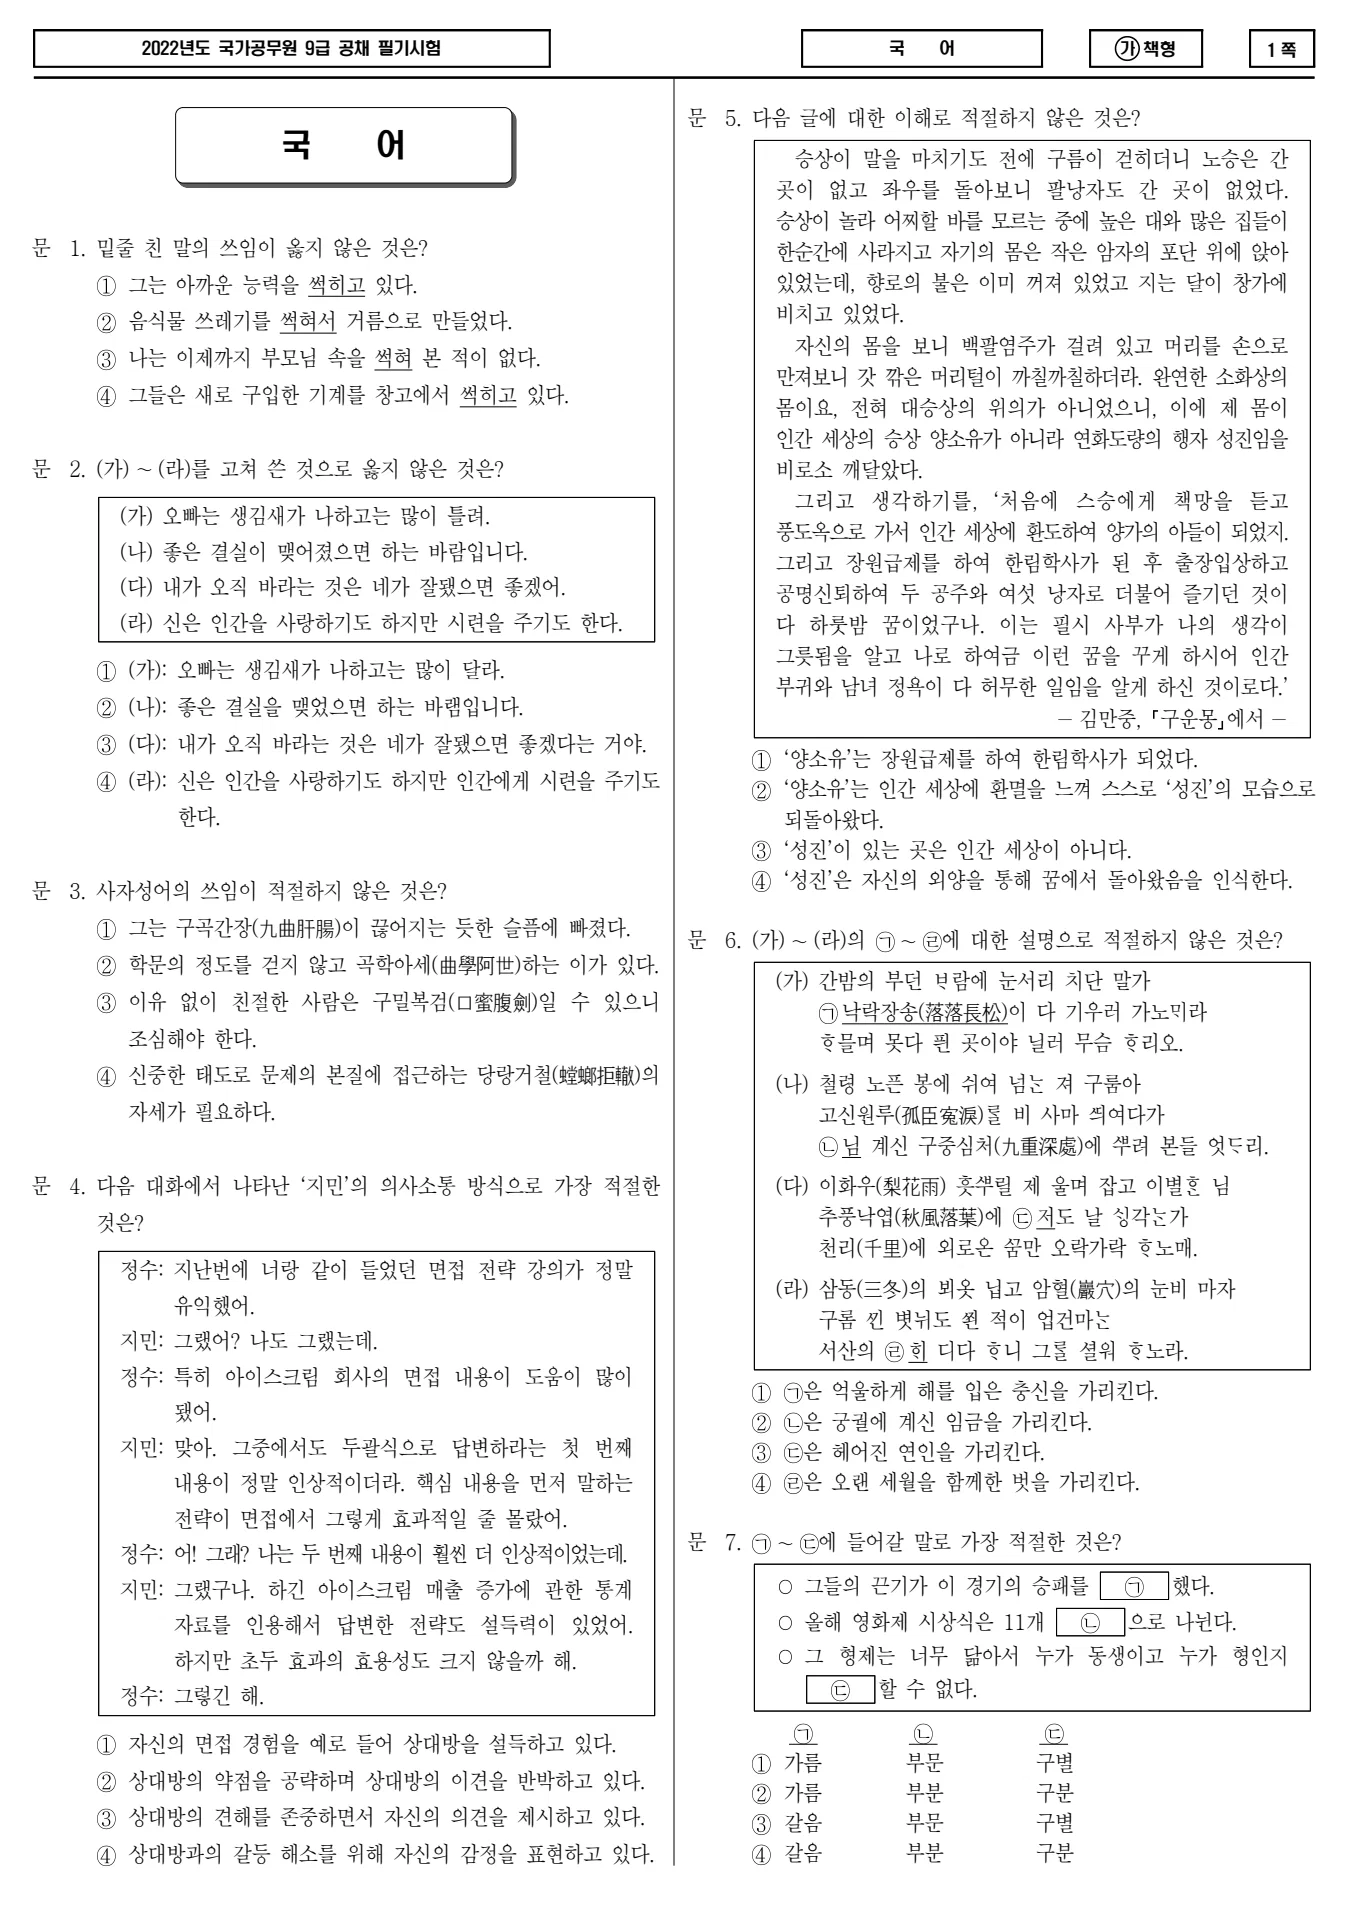 2022년도 국가공무원 9급 공채 필기시험
국 어
㉮ 책형
1 쪽
국 어
문 1. 밑줄 친 말의 쓰임이 옳지 않은 것은?
① 그는 아까운 능력을 썩히고 있다.
② 음식물 쓰레기를 썩혀서 거름으로 만들었다.
③ 나는 이제까지 부모님 속을 썩혀 본 적이 없다.
④ 그들은 새로 구입한 기계를 창고에서 썩히고 있다.
문 2. (가) ~ (라)를 고쳐 쓴 것으로 옳지 않은 것은?
(가) 오빠는 생김새가 나하고는 많이 틀려.
(나) 좋은 결실이 맺어졌으면 하는 바람입니다.
(다) 내가 오직 바라는 것은 네가 잘됐으면 좋겠어.
(라) 신은 인간을 사랑하기도 하지만 시련을 주기도 한다.
① (가): 오빠는 생김새가 나하고는 많이 달라.
② (나): 좋은 결실을 맺었으면 하는 바램입니다.
③ (다): 내가 오직 바라는 것은 네가 잘됐으면 좋겠다는 거야.
④ (라): 신은 인간을 사랑하기도 하지만 인간에게 시련을 주기도
한다.
문 3. 사자성어의 쓰임이 적절하지 않은 것은?
① 그는 구곡간장(九曲肝腸)이 끊어지는 듯한 슬픔에 빠졌다.
② 학문의 정도를 걷지 않고 곡학아세(曲學阿世)하는 이가 있다.
③ 이유 없이 친절한 사람은 구밀복검(口蜜腹劍)일 수 있으니
조심해야 한다.
④ 신중한 태도로 문제의 본질에 접근하는 당랑거철(螳螂拒轍)의
자세가 필요하다.
문 4. 다음 대화에서 나타난 ‘지민’의 의사소통 방식으로 가장 적절한
것은?
정수: 지난번에 너랑 같이 들었던 면접 전략 강의가 정말
유익했어.
지민: 그랬어? 나도 그랬는데.
정수: 특히 아이스크림 회사의 면접 내용이 도움이 많이
됐어.
지민: 맞아. 그중에서도 두괄식으로 답변하라는 첫 번째
내용이 정말 인상적이더라. 핵심 내용을 먼저 말하는
전략이 면접에서 그렇게 효과적일 줄 몰랐어.
정수: 어! 그래? 나는 두 번째 내용이 훨씬 더 인상적이었는데.
지민: 그랬구나. 하긴 아이스크림 매출 증가에 관한 통계
자료를 인용해서 답변한 전략도 설득력이 있었어.
하지만 초두 효과의 효용성도 크지 않을까 해.
정수: 그렇긴 해.
① 자신의 면접 경험을 예로 들어 상대방을 설득하고 있다.
② 상대방의 약점을 공략하며 상대방의 이견을 반박하고 있다.
③ 상대방의 견해를 존중하면서 자신의 의견을 제시하고 있다.
④ 상대방과의 갈등 해소를 위해 자신의 감정을 표현하고 있다.
문 5. 다음 글에 대한 이해로 적절하지 않은 것은?
승상이 말을 마치기도 전에 구름이 걷히더니 노승은 간
곳이 없고 좌우를 돌아보니 팔낭자도 간 곳이 없었다.
승상이 놀라 어찌할 바를 모르는 중에 높은 대와 많은 집들이
한순간에 사라지고 자기의 몸은 작은 암자의 포단 위에 앉아
있었는데, 향로의 불은 이미 꺼져 있었고 지는 달이 창가에
비치고 있었다.
자신의 몸을 보니 백팔염주가 걸려 있고 머리를 손으로
만져보니 갓 깎은 머리털이 까칠까칠하더라. 완연한 소화상의
몸이요, 전혀 대승상의 위의가 아니었으니, 이에 제 몸이
인간 세상의 승상 양소유가 아니라 연화도량의 행자 성진임을
비로소 깨달았다.
그리고 생각하기를, ‘처음에 스승에게 책망을 듣고
풍도옥으로 가서 인간 세상에 환도하여 양가의 아들이 되었지.
그리고 장원급제를 하여 한림학사가 된 후 출장입상하고
공명신퇴하여 두 공주와 여섯 낭자로 더불어 즐기던 것이
다 하룻밤 꿈이었구나. 이는 필시 사부가 나의 생각이
그릇됨을 알고 나로 하여금 이런 꿈을 꾸게 하시어 인간
부귀와 남녀 정욕이 다 허무한 일임을 알게 하신 것이로다.’
－ 김만중, ｢구운몽｣에서 －
① ‘양소유’는 장원급제를 하여 한림학사가 되었다.
② ‘양소유’는 인간 세상에 환멸을 느껴 스스로 ‘성진’의 모습으로
되돌아왔다.
③ ‘성진’이 있는 곳은 인간 세상이 아니다.
④ ‘성진’은 자신의 외양을 통해 꿈에서 돌아왔음을 인식한다.
문 6. (가) ~ (라)의 ㉠ ~ ㉣에 대한 설명으로 적절하지 않은 것은?
(가) 간밤의 부던 ᄇᆞ람에 눈서리 치단 말가
㉠ 낙락장송(落落長松)이 다 기우러 가노ᄆᆡ라
ᄒᆞ믈며 못다 픤 곳이야 닐러 무슴 ᄒᆞ리오.
(나) 철령 노픈 봉에 쉬여 넘ᄂᆞᆫ 져 구름아
고신원루(孤臣寃淚)ᄅᆞᆯ 비 사마 ᄯᅴ여다가
㉡ 님 계신 구중심처(九重深處)에 ᄲᅮ려 본들 엇ᄃᆞ리.
(다) 이화우(梨花雨) 흣ᄲᅮ릴 제 울며 잡고 이별ᄒᆞᆫ 님
추풍낙엽(秋風落葉)에 ㉢ 저도 날 ᄉᆡᆼ각ᄂᆞᆫ가
천리(千里)에 외로온 ᄭᅮᆷ만 오락가락 ᄒᆞ노매.
(라) 삼동(三冬)의 뵈옷 닙고 암혈(巖穴)의 눈비 마자
구롬 ᄭᅵᆫ 볏뉘도 ᄶᅬᆫ 적이 업건마ᄂᆞᆫ
서산의 ㉣ ᄒᆡ 디다 ᄒᆞ니 그를 셜워 ᄒᆞ노라.
① ㉠은 억울하게 해를 입은 충신을 가리킨다.
② ㉡은 궁궐에 계신 임금을 가리킨다.
③ ㉢은 헤어진 연인을 가리킨다.
④ ㉣은 오랜 세월을 함께한 벗을 가리킨다.
문 7. ㉠ ~ ㉢에 들어갈 말로 가장 적절한 것은?
○ 그들의 끈기가 이 경기의 승패를 ㉠ 했다.
○ 올해 영화제 시상식은 11개 ㉡ 으로 나뉜다.
○ 그 형제는 너무 닮아서 누가 동생이고 누가 형인지
㉢ 할 수 없다.
㉠ ㉡ ㉢
① 가름 부문 구별
② 가름 부분 구분
③ 갈음 부문 구별
④ 갈음 부분 구분